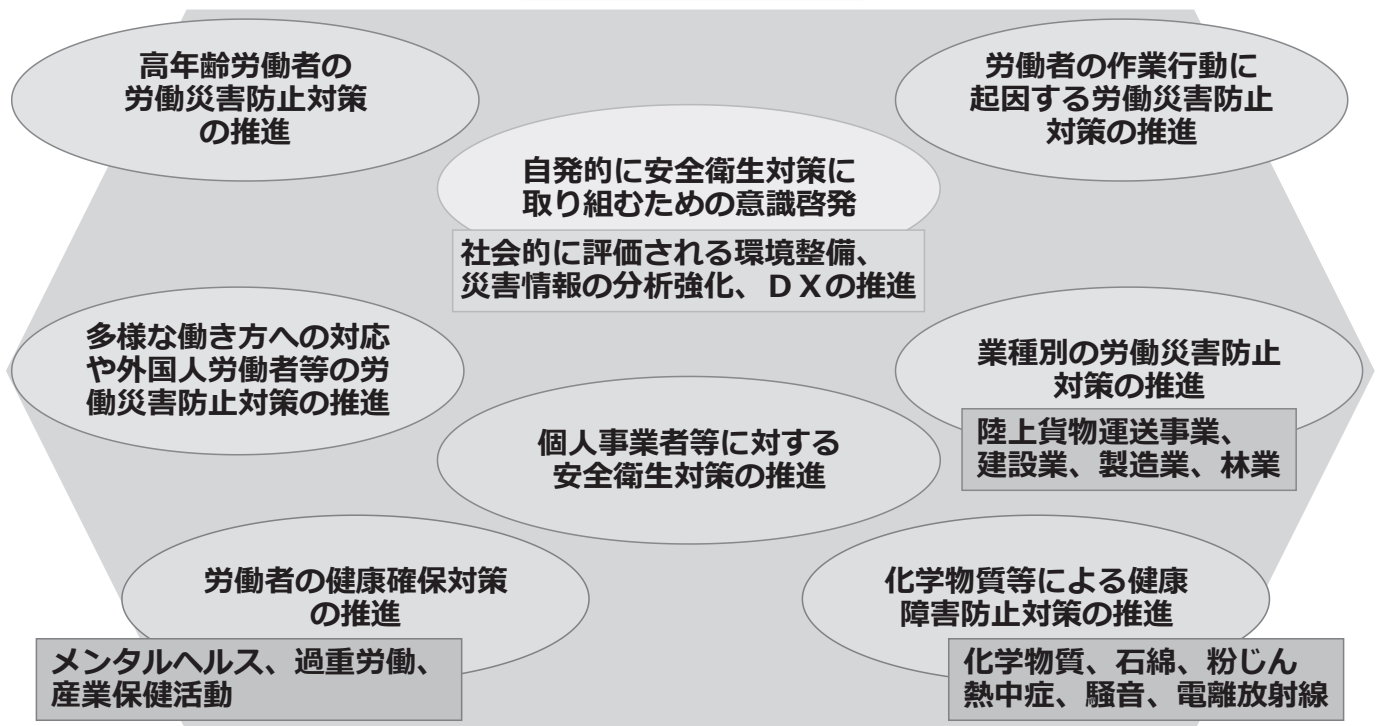 高年齢労働者の
労働災害防止対策
の推進
労働者の作業行動に
起因する労働災害防止
対策の推進
自発的に安全衛生対策に
取り組むための意識啓発
社会的に評価される環境整備、
災害情報の分析強化、ＤＸの推進
多様な働き方への対応
や外国人労働者等の労
働災害防止対策の推進
業種別の労働災害防止
対策の推進
陸上貨物運送事業、
建設業、製造業、林業
個人事業者等に対する
安全衛生対策の推進
労働者の健康確保対策
の推進
メンタルヘルス、過重労働、
産業保健活動
化学物質等による健康
障害防止対策の推進
化学物質、石綿、粉じん
熱中症、騒音、電離放射線